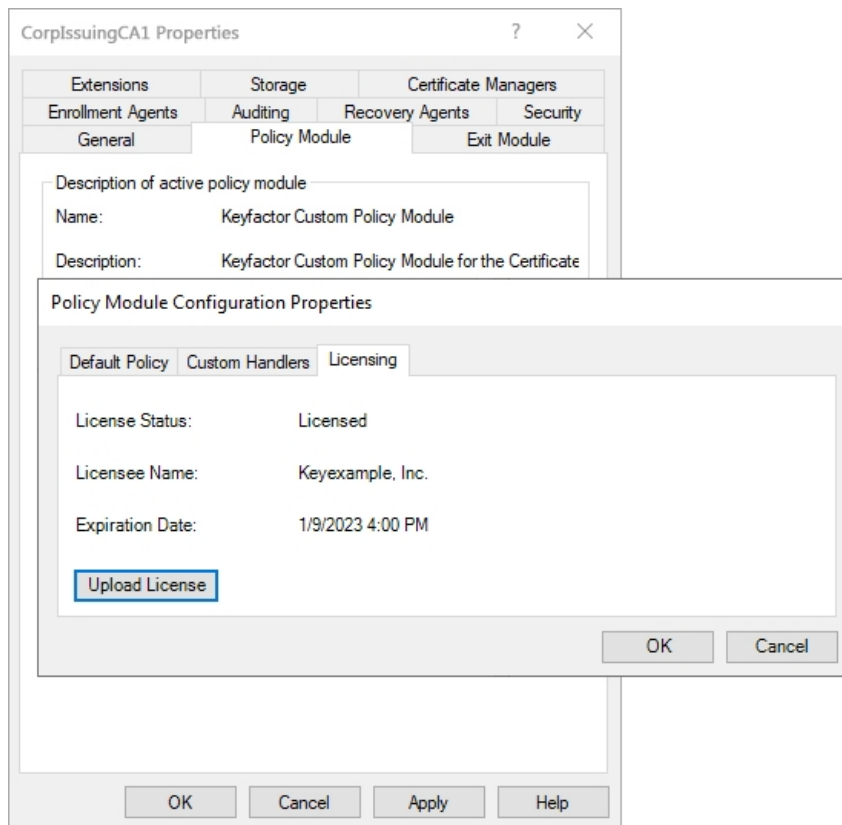 CorpIssuingCA1 Properties ?
Extensions Storage Certificate Managers
Enrollment Agents Auditing Recovery Agents Security
General Policy Module Exit Module
Description of active policy module
Name: Keyfactor Custom Policy Module
Description: Keyfactor Custom Policy Module for the Certificate
Policy Module Configuration Properties
Default Policy Custom Handlers Licensing
License Status: Licensed
Licensee Name: Keyexample, Inc.
Expiration Date: 1/9/2023 4:00 PM
Upload License
OK Cancel
OK Cancel Apply Help